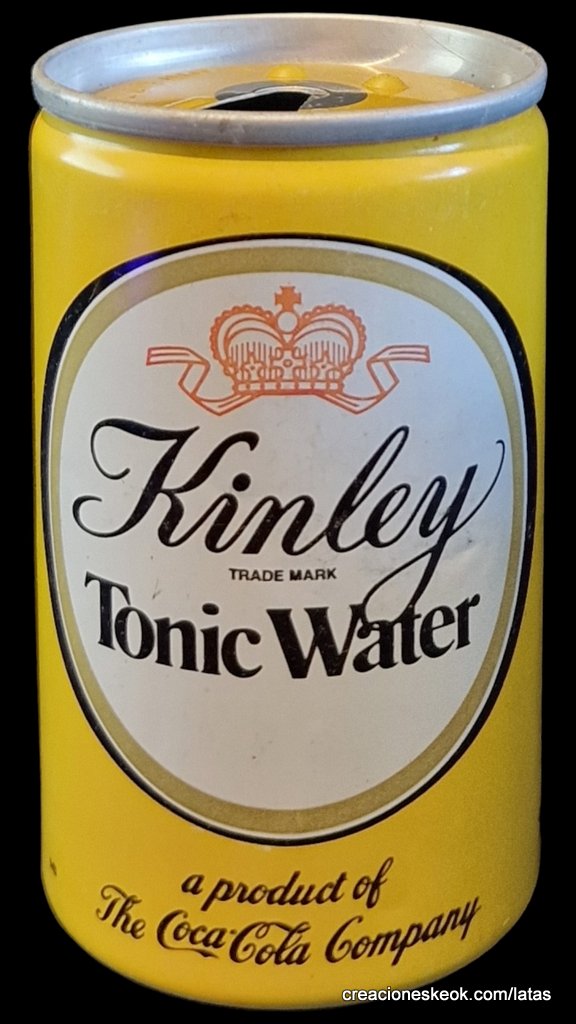 Kinley
TRADE MARK
Tonic Water
a product of
The Coca-Cola Company
creacioneskeok.com/latas